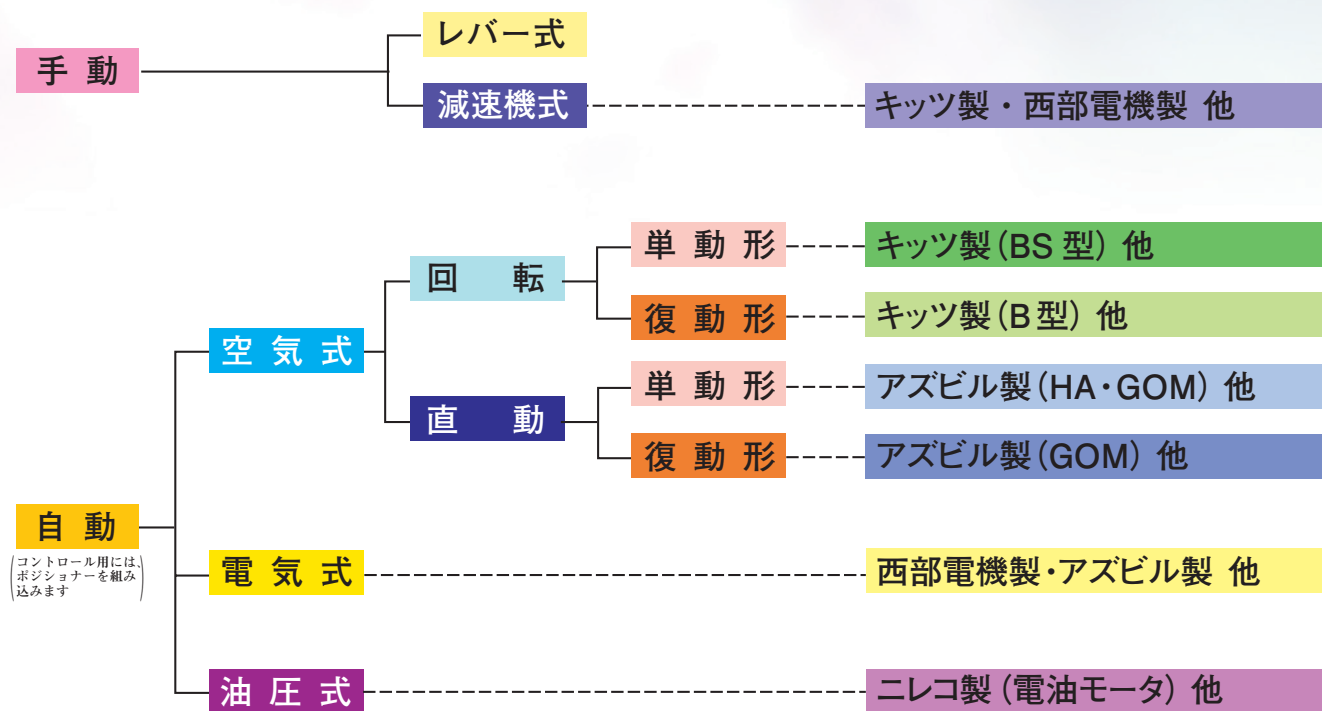 手動
レバー式
減速機式
キッツ製・西部電機製 他
自動
(コントロール用には、
ポジショナーを組み
込みます)
空気式
回転
単動形
キッツ製(BS型) 他
復動形
キッツ製(B型) 他
直動
単動形
アズビル製(HA・GOM) 他
復動形
アズビル製(GOM) 他
電気式
西部電機製・アズビル製 他
油圧式
ニレコ製(電油モータ) 他